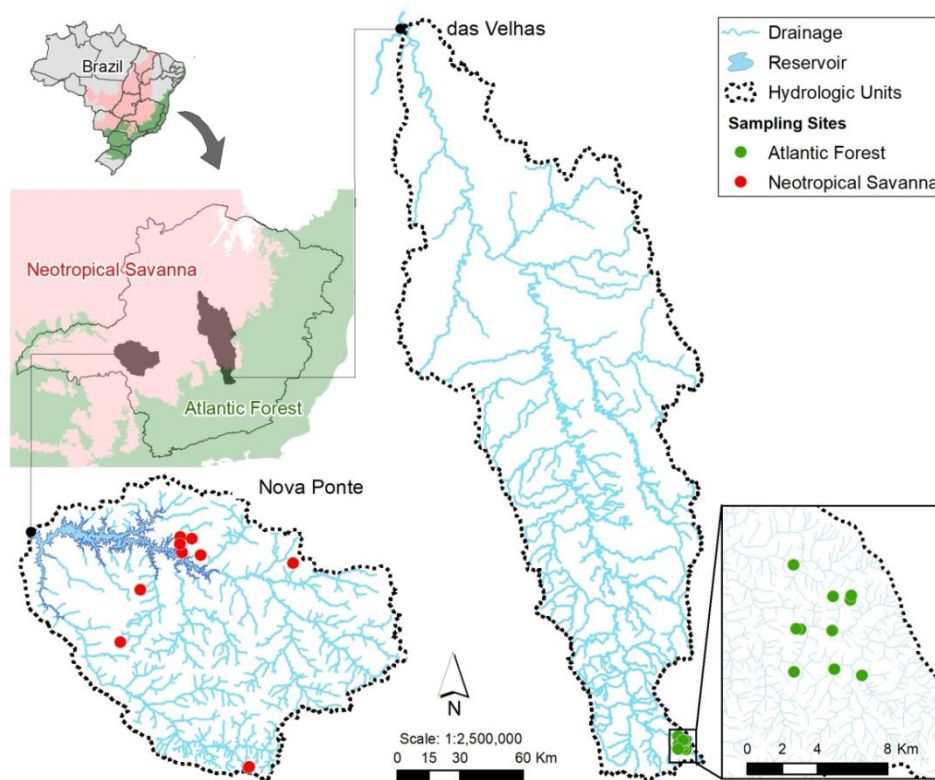 Brazil
das Velhas
Drainage
Reservoir
Hydrologic Units
Sampling Sites
Atlantic Forest
Neotropical Savanna
Neotropical Savanna
Atlantic Forest
Nova Ponte
N
Scale: 1:2,500,000
0 15 30 60 Km
0 2 4 8 Km